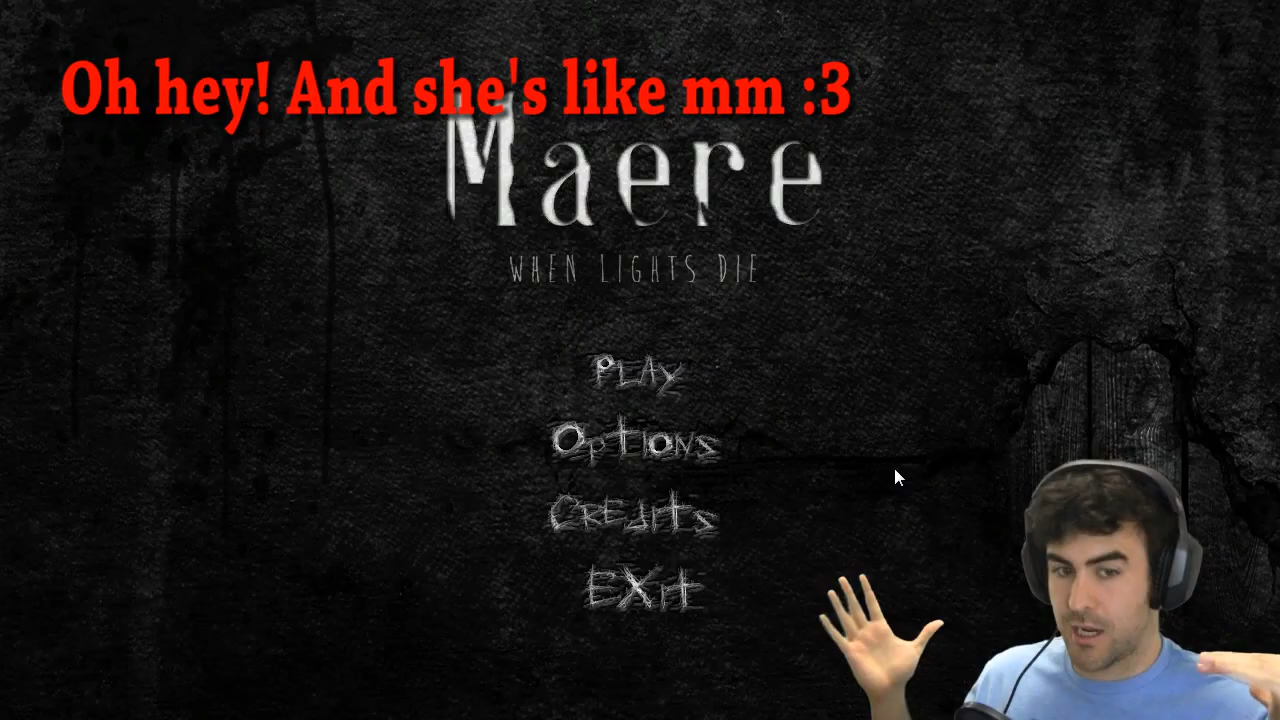 Oh hey! And she's like mm :3
Maere
WHEN LIGHTS DIE
PLAY
OptIONS
CREdItS
EXit